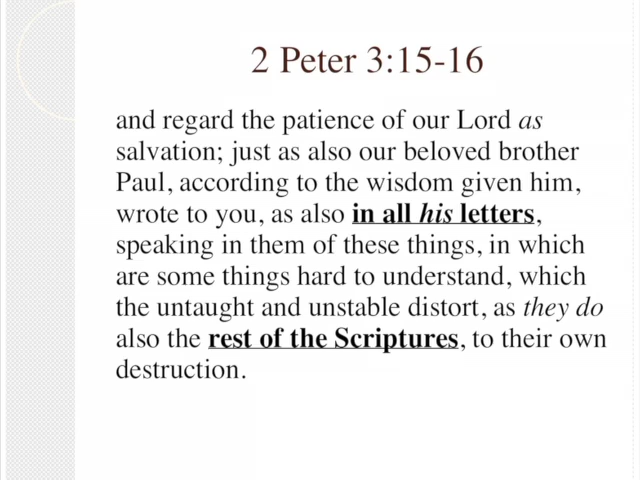 2 Peter 3:15-16
and regard the patience of our Lord as
salvation; just as also our beloved brother
Paul, according to the wisdom given him,
wrote to you, as also in all his letters,
speaking in them of these things, in which
are some things hard to understand, which
the untaught and unstable distort, as they do
also the rest of the Scriptures, to their own
destruction.